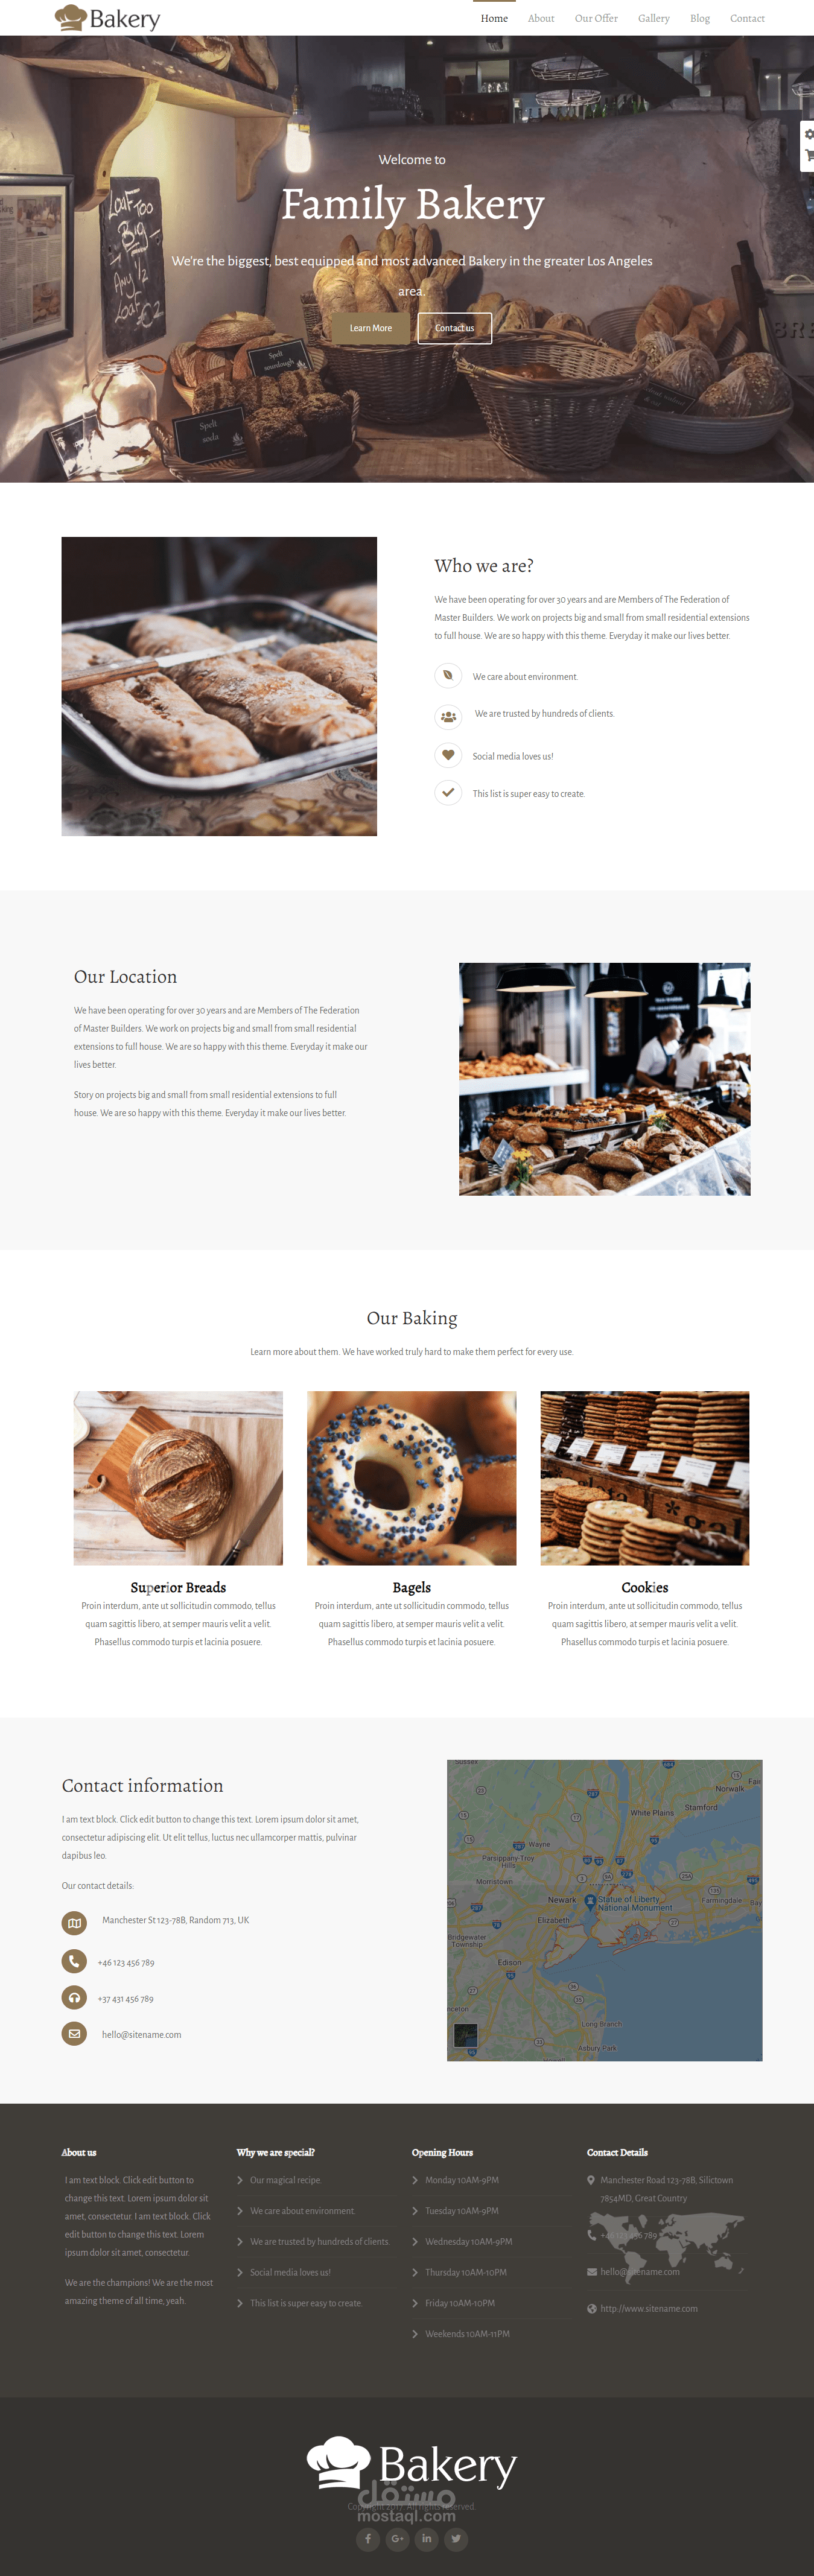 Bakery
Home About Our Offer Gallery Blog Contact
Welcome to
Family Bakery
We're the biggest, best equipped and most advanced Bakery in the greater Los Angeles
area.
Learn More Contact us
LOAF TOO
BIG -
Any 1/2
Loaf
Spelt
sourdough
Spelt
soda
Who we are?
We have been operating for over 30 years and are Members of The Federation of
Master Builders. We work on projects big and small from small residential extensions
to full house. We are so happy with this theme. Everyday it make our lives better.
We care about environment.
We are trusted by hundreds of clients.
Social media loves us!
This list is super easy to create.
Our Location
We have been operating for over 30 years and are Members of The Federation
of Master Builders. We work on projects big and small from small residential
extensions to full house. We are so happy with this theme. Everyday it make our
lives better.
Story on projects big and small from small residential extensions to full
house. We are so happy with this theme. Everyday it make our lives better.
Our Baking
Learn more about them. We have worked truly hard to make them perfect for every use.
Superior Breads
Proin interdum, ante ut sollicitudin commodo, tellus
quam sagittis libero, at semper mauris velit a velit.
Phasellus commodo turpis et lacinia posuere.
Bagels
Proin interdum, ante ut sollicitudin commodo, tellus
quam sagittis libero, at semper mauris velit a velit.
Phasellus commodo turpis et lacinia posuere.
Cookies
Proin interdum, ante ut sollicitudin commodo, tellus
quam sagittis libero, at semper mauris velit a velit.
Phasellus commodo turpis et lacinia posuere.
Contact information
I am text block. Click edit button to change this text. Lorem ipsum dolor sit amet,
consectetur adipiscing elit. Ut elit tellus, luctus nec ullamcorper mattis, pulvinar
dapibus leo.
Our contact details:
Manchester St 123-78B, Random 713, UK
+46 123 456 789
+37 431 456 789
hello@sitename.com
Norwalk
Stamford
White Plains
Wayne
Parsippany-Troy
Hills
Morristown
Newark
Statue of Liberty
National Monument
Farmingdale
Elizabeth
Bridgewater
Township
Edison
Long Branch
Asbury Park
About us
I am text block. Click edit button to
change this text. Lorem ipsum dolor sit
amet, consectetur. I am text block. Click
edit button to change this text. Lorem
ipsum dolor sit amet, consectetur.
We are the champions! We are the most
amazing theme of all time, yeah.
Why we are special?
Our magical recipe.
We care about environment.
We are trusted by hundreds of clients.
Social media loves us!
This list is super easy to create.
Opening Hours
Monday 10AM-9PM
Tuesday 10AM-9PM
Wednesday 10AM-9PM
Thursday 10AM-10PM
Friday 10AM-10PM
Weekends 10AM-11PM
Contact Details
Manchester Road 123-78B, Silictown
7854MD, Great Country
+46 123 456 789
hello@sitename.com
http://www.sitename.com
Bakery
Copyright 2017. All rights reserved.
مستقل
mostaql.com